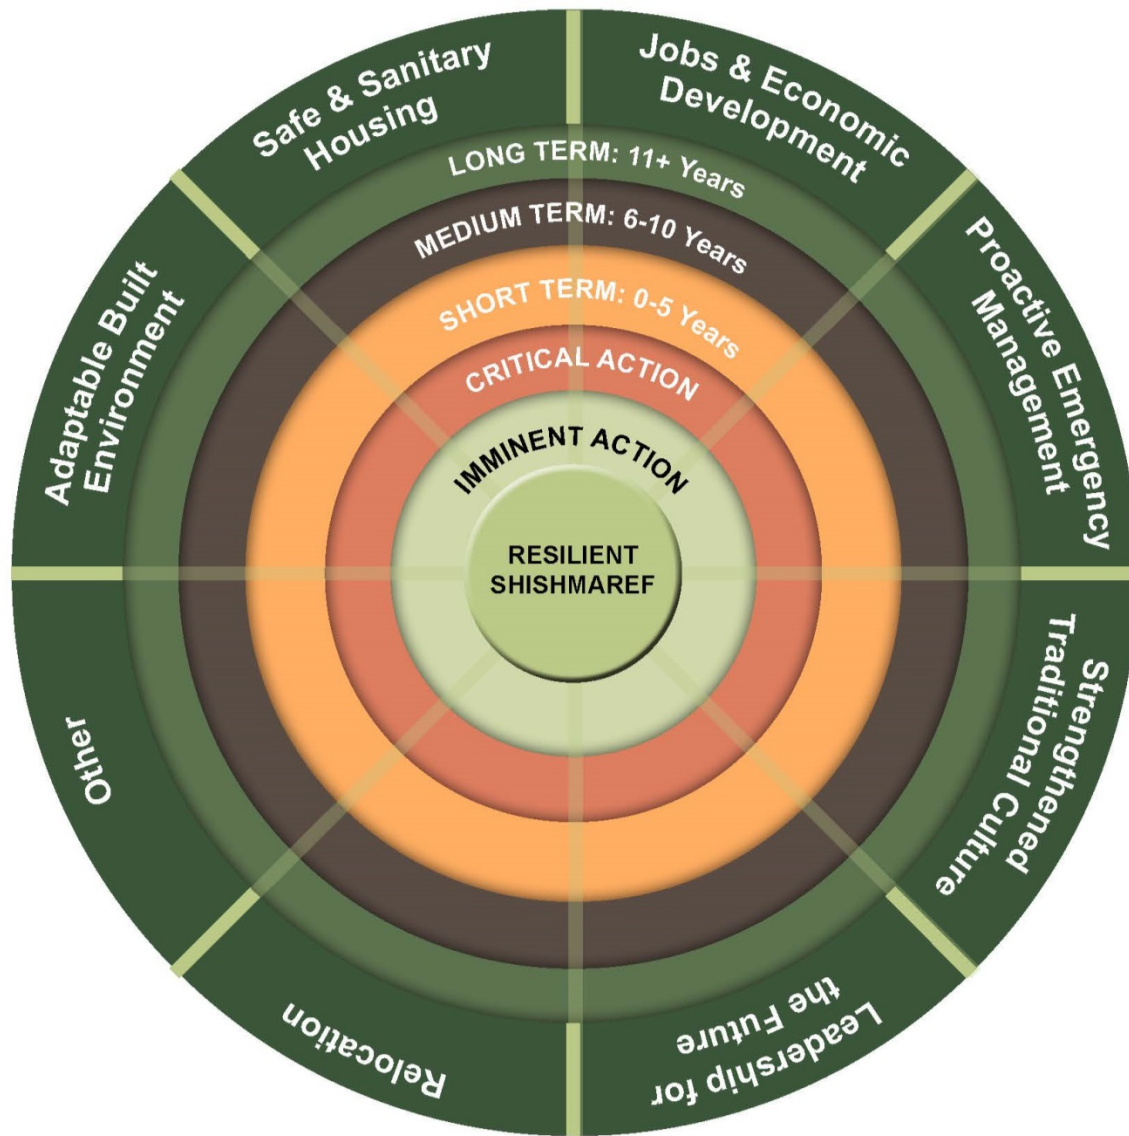 Safe & Sanitary
Housing
Jobs & Economic
Development
Proactive Emergency
Management
Strengthened
Traditional Culture
Leadership for
the Future
Relocation
Other
Adaptable Built
Environment
LONG TERM: 11+ Years
MEDIUM TERM: 6-10 Years
SHORT TERM: 0-5 Years
CRITICAL ACTION
IMMINENT ACTION
RESILIENT
SHISHMAREF